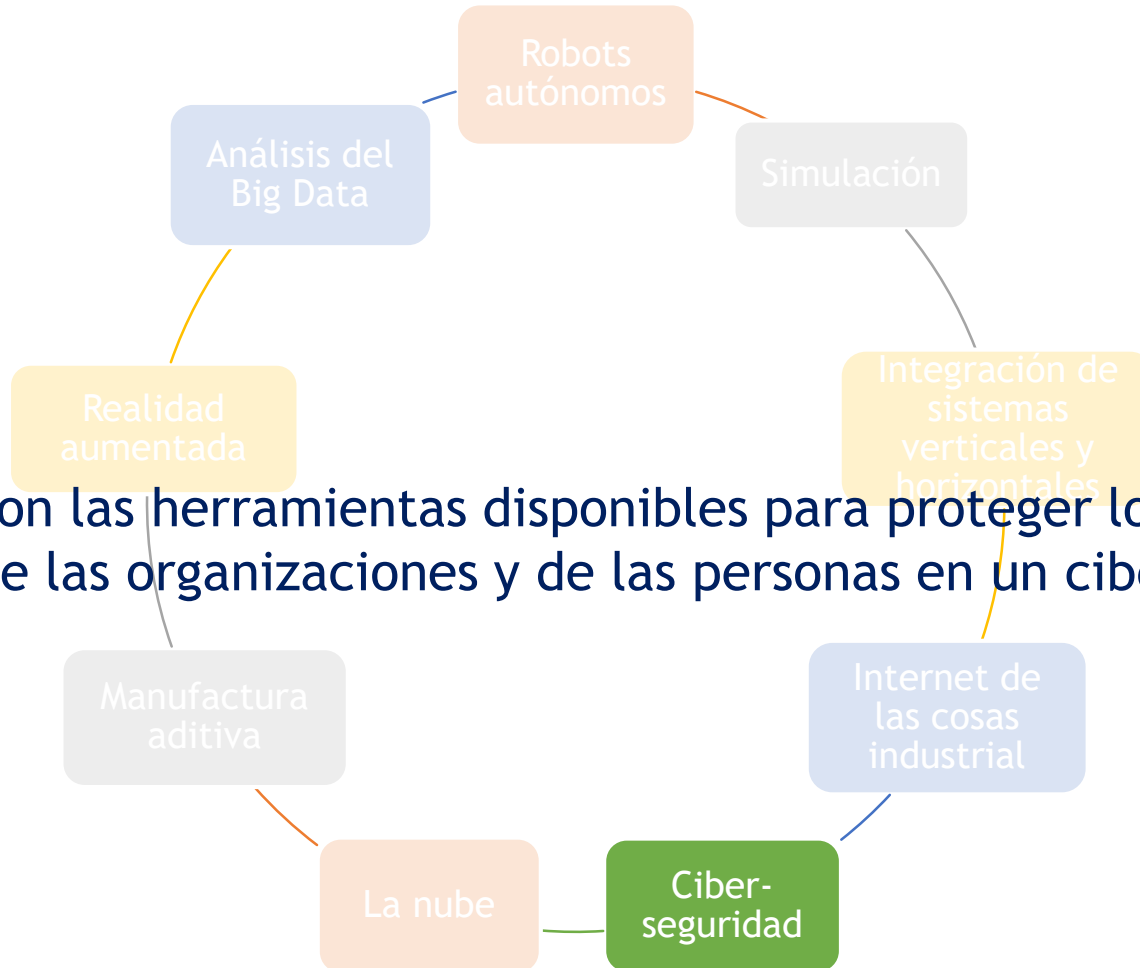 Robots
autónomos
Análisis del
Big Data
Simulación
Integración de
sistemas
verticales y
horizontales
Realidad
aumentada
on las herramientas disponibles para proteger lo
e las organizaciones y de las personas en un cibe
Internet de
las cosas
industrial
Manufactura
aditiva
La nube
Ciber-
seguridad